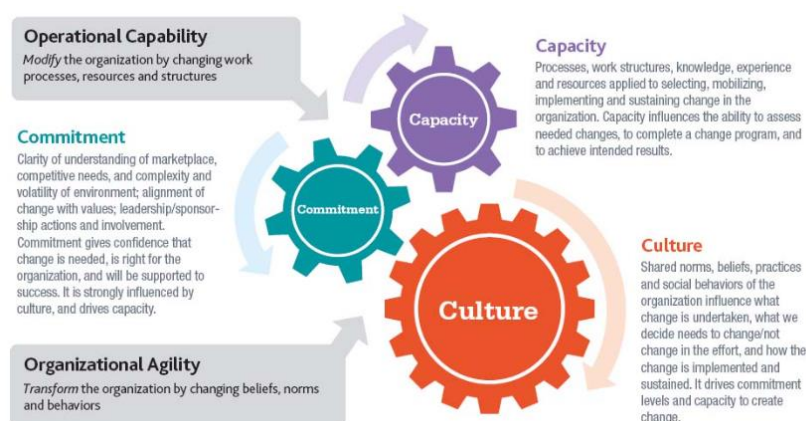 Operational Capability
Modify the organization by changing work
processes, resources and structures
Commitment
Clarity of understanding of marketplace,
competitive needs, and complexity and
volatility of environment; alignment of
change with values; leadership/sponsor-
ship actions and involvement.
Commitment gives confidence that
change is needed, is right for the
organization, and will be supported to
success. It is strongly influenced by
culture, and drives capacity.
Organizational Agility
Transform the organization by changing beliefs, norms
and behaviors
Capacity
Commitment
Culture
Capacity
Processes, work structures, knowledge, experience
and resources applied to selecting, mobilizing,
implementing and sustaining change in the
organization. Capacity influences the ability to assess
needed changes, to complete a change program, and
to achieve intended results.
Culture
Shared norms, beliefs, practices
and social behaviors of the
organization influence what
change is undertaken, what we
decide needs to change/not
change in the effort, and how the
change is implemented and
sustained. It drives commitment
levels and capacity to create
change.